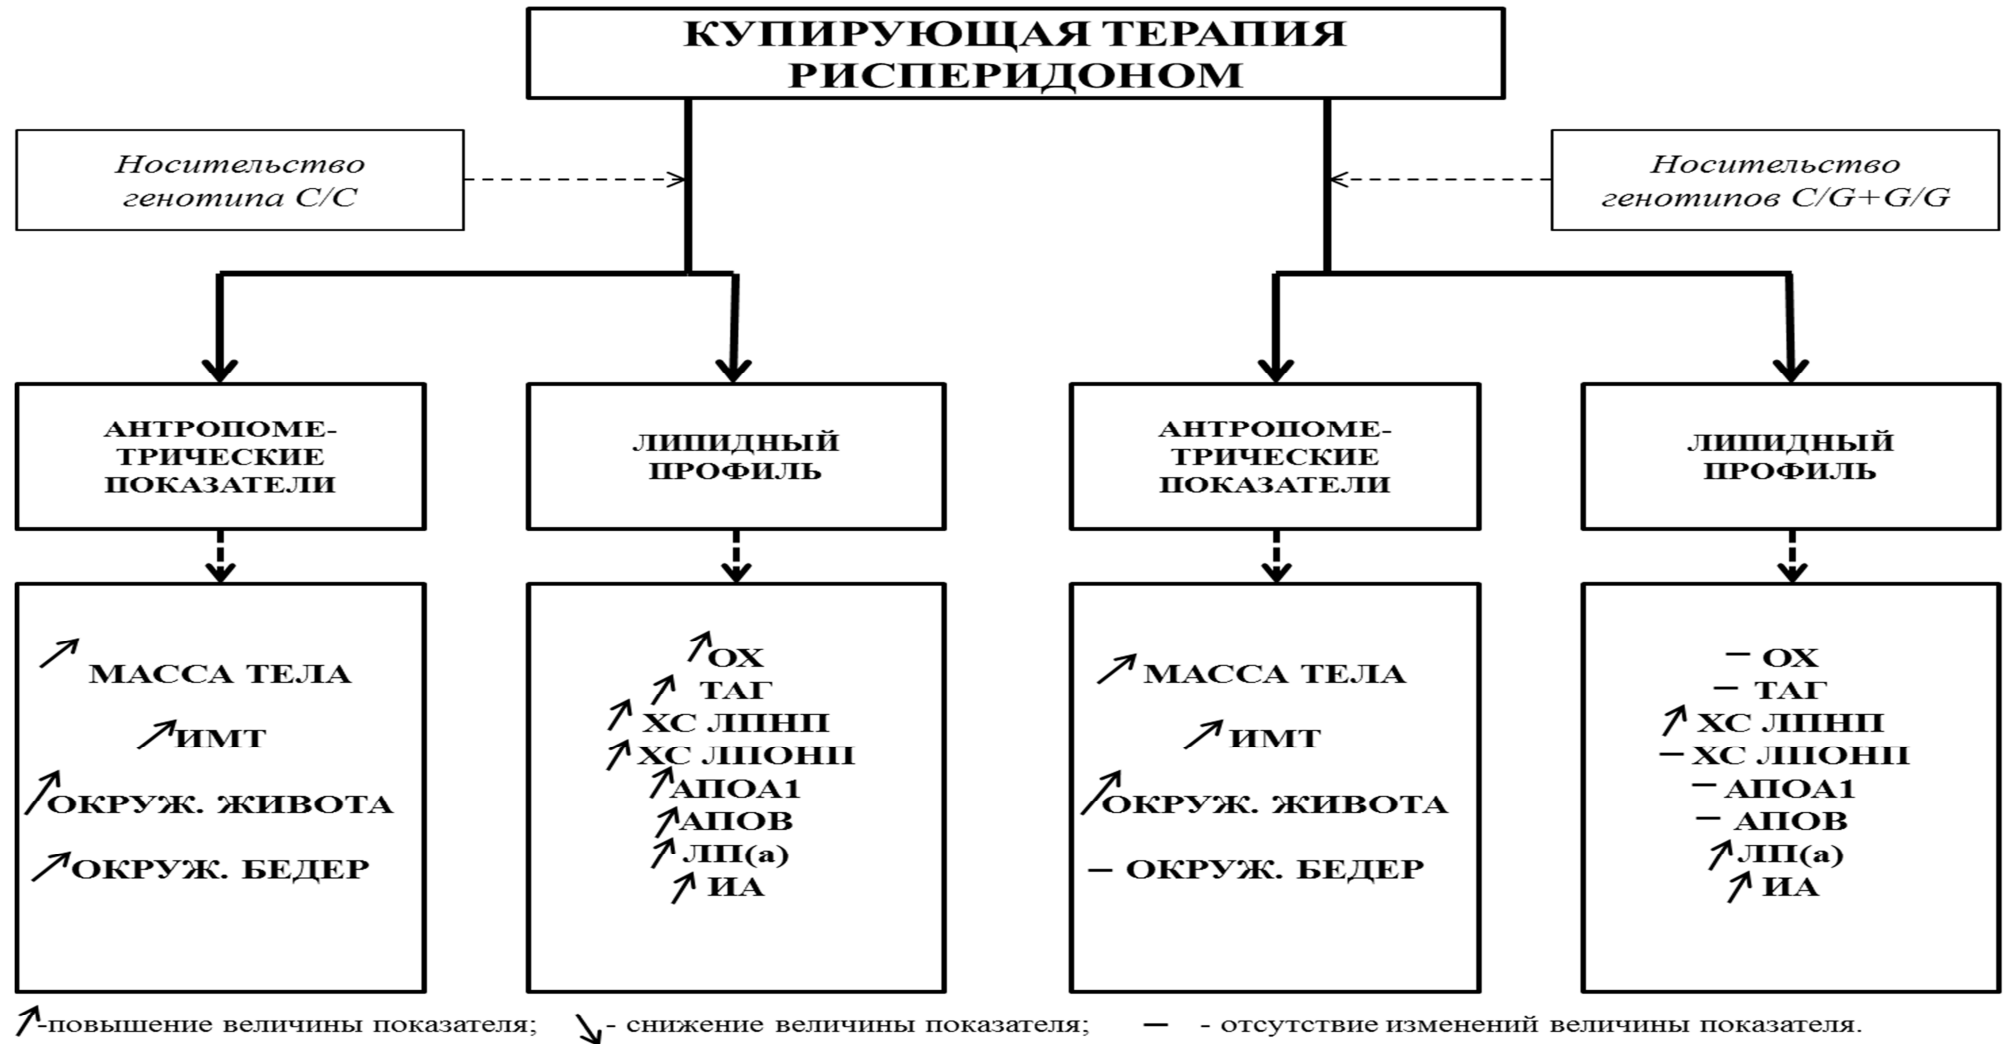 КУПИРУЮЩАЯ ТЕРАПИЯ
РИСПЕРИДОНОМ
Носительство
генотипа С/С
Носительство
генотипов C/G+G/G
АНТРОПОМЕ-
ТРИЧЕСКИЕ
ПОКАЗАТЕЛИ
ЛИПИДНЫЙ
ПРОФИЛЬ
АНТРОПОМЕ-
ТРИЧЕСКИЕ
ПОКАЗАТЕЛИ
ЛИПИДНЫЙ
ПРОФИЛЬ
МАССА ТЕЛА
ИМТ
ОКРУЖ. ЖИВОТА
ОКРУЖ. БЕДЕР
ОХ
ТАГ
ХС ЛПНП
ХС ЛПОНП
АПОА1
АПОВ
ЛП(а)
ИА
МАССА ТЕЛА
ИМТ
ОКРУЖ. ЖИВОТА
– ОКРУЖ. БЕДЕР
– ОХ
– ТАГ
ХС ЛПНП
– ХС ЛПОНП
– АПОА1
– АПОВ
ЛП(а)
ИА
-повышение величины показателя; - снижение величины показателя; – - отсутствие изменений величины показателя.